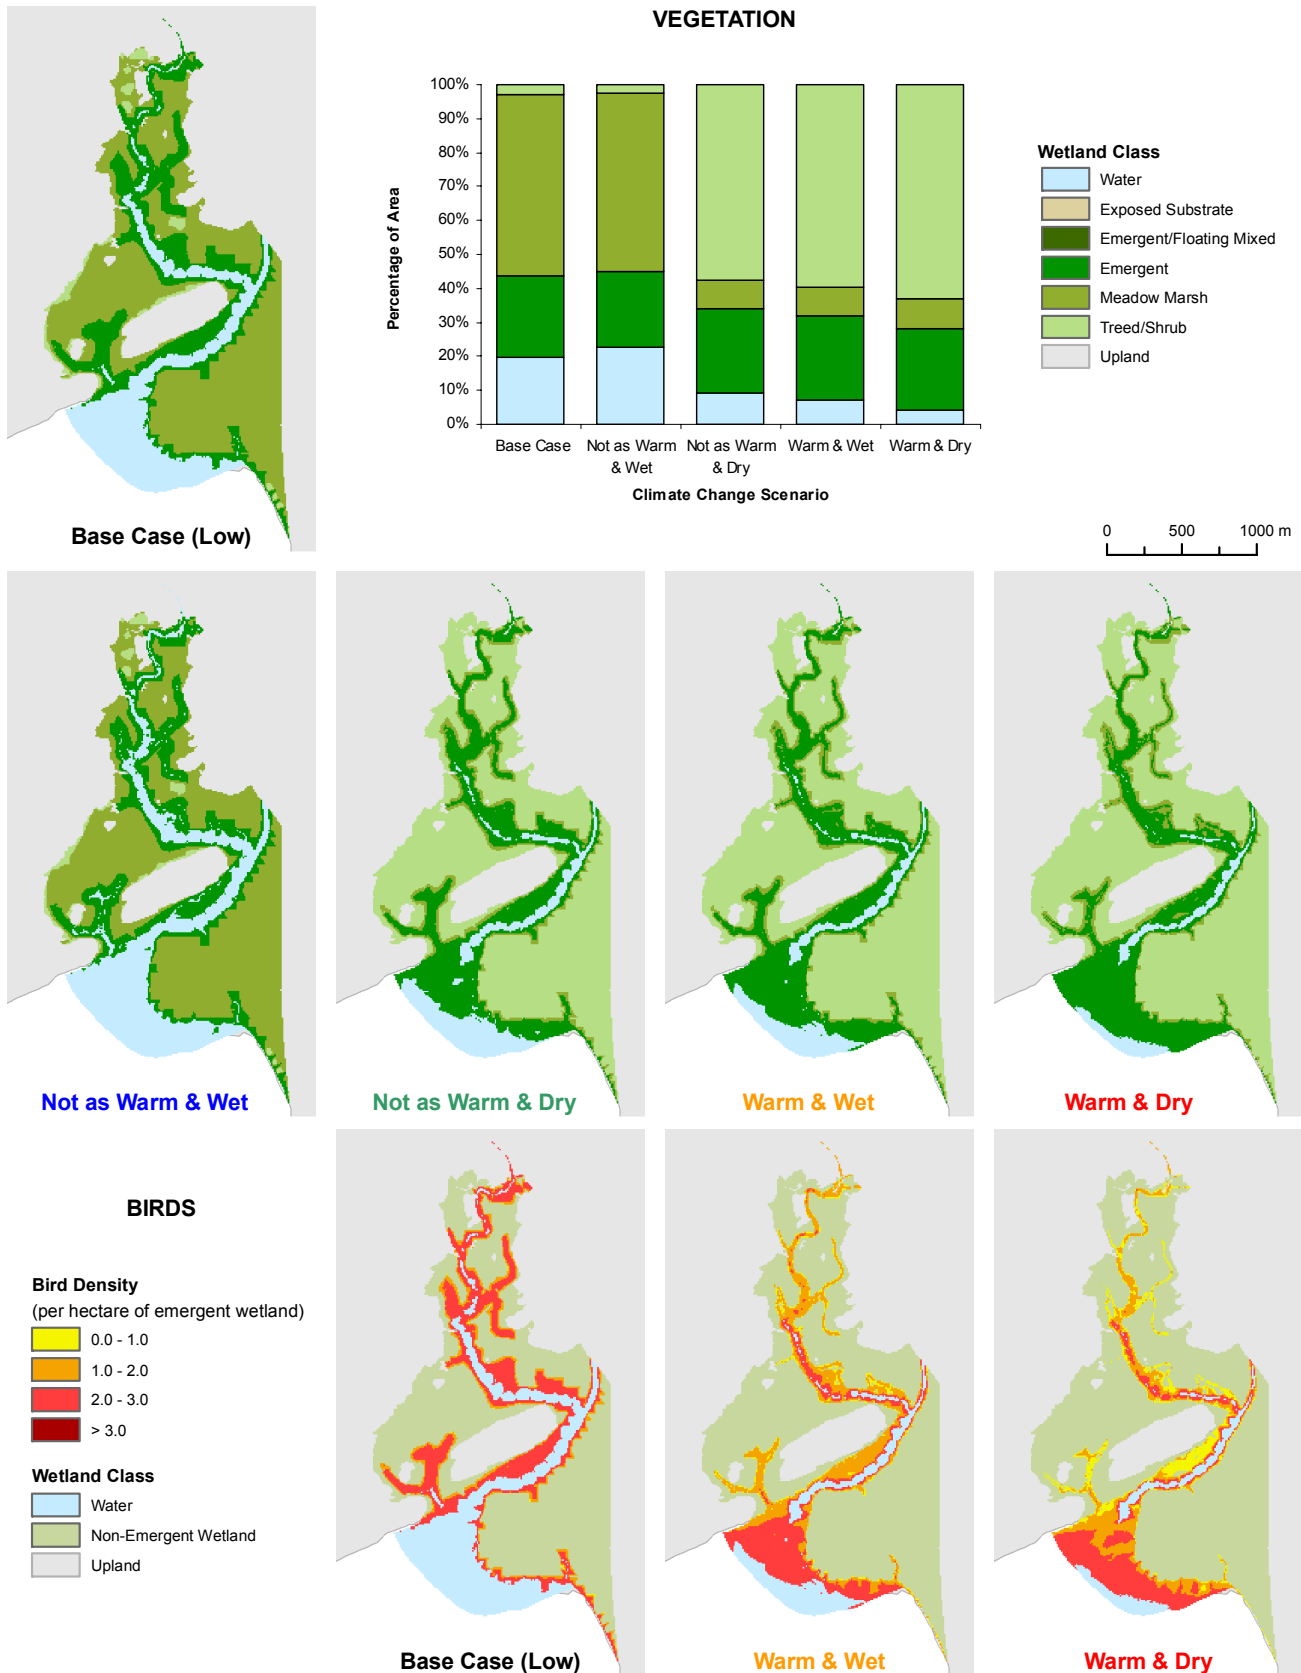 VEGETATION
100%
90%
80%
70%
60%
50%
40%
30%
20%
10%
0%
Percentage of Area
Base Case
Not as Warm
& Wet
Not as Warm
& Dry
Warm & Wet
Warm & Dry
Climate Change Scenario
Wetland Class
Water
Exposed Substrate
Emergent/Floating Mixed
Emergent
Meadow Marsh
Treed/Shrub
Upland
Base Case (Low)
0 500 1000 m
Not as Warm & Wet
Not as Warm & Dry
Warm & Wet
Warm & Dry
BIRDS
Bird Density
(per hectare of emergent wetland)
0.0 - 1.0
1.0 - 2.0
2.0 - 3.0
> 3.0
Wetland Class
Water
Non-Emergent Wetland
Upland
Base Case (Low)
Warm & Wet
Warm & Dry